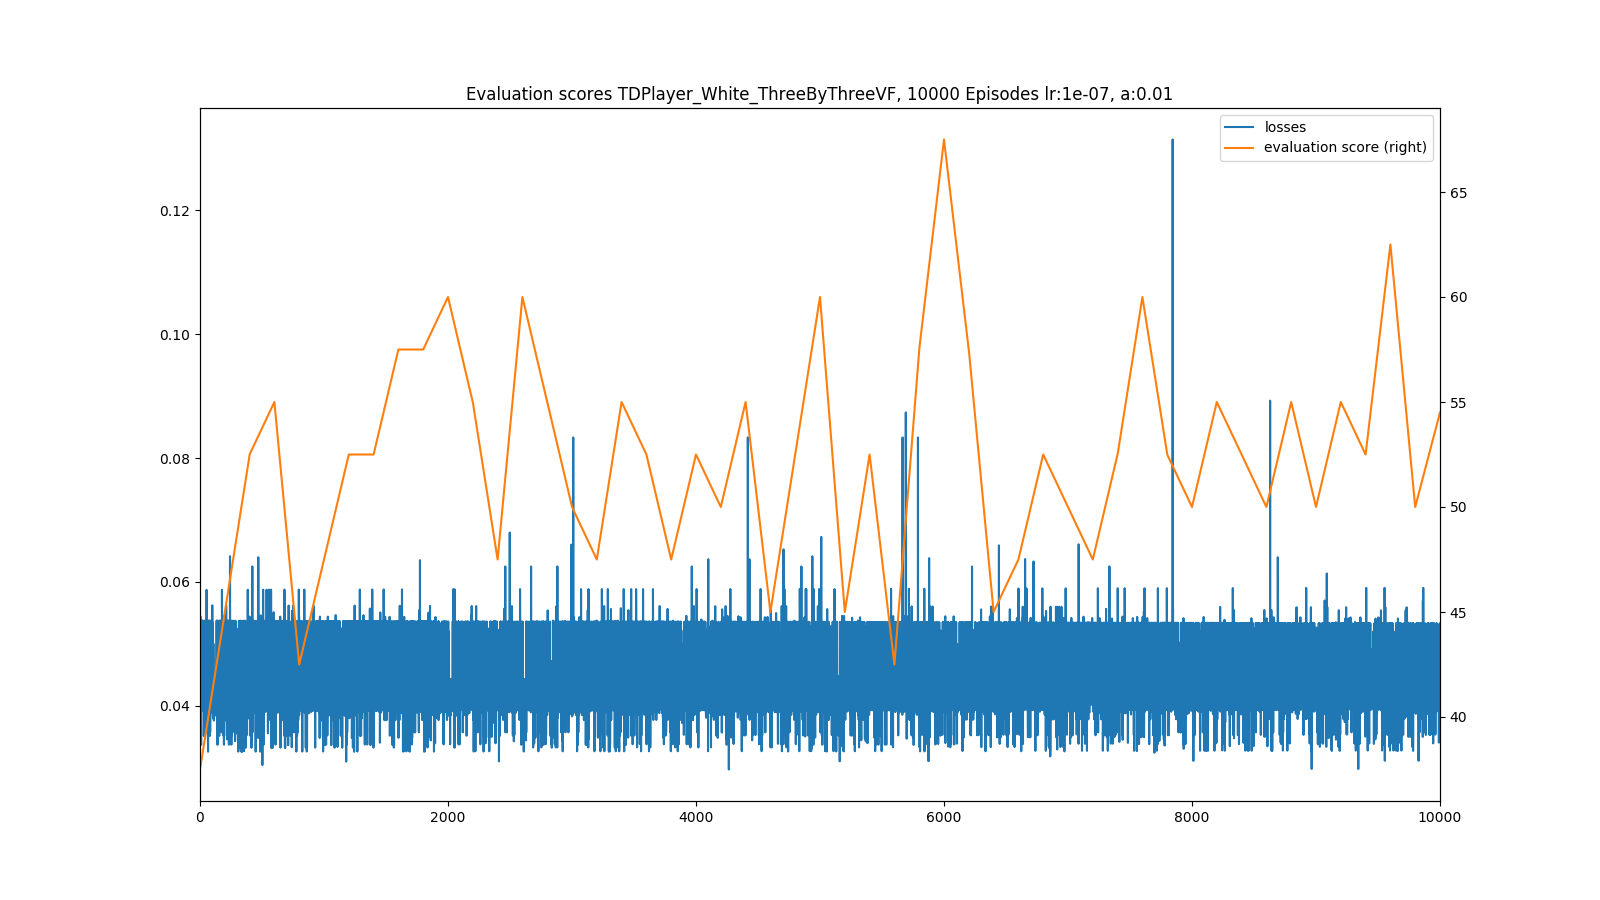 Evaluation scores TDPlayer_White_ThreeByThreeVF, 10000 Episodes lr:1e-07, a:0.01
losses
evaluation score (right)
0.12
0.10
0.08
0.06
0.04
65
60
55
50
45
40
0 2000 4000 6000 8000 10000